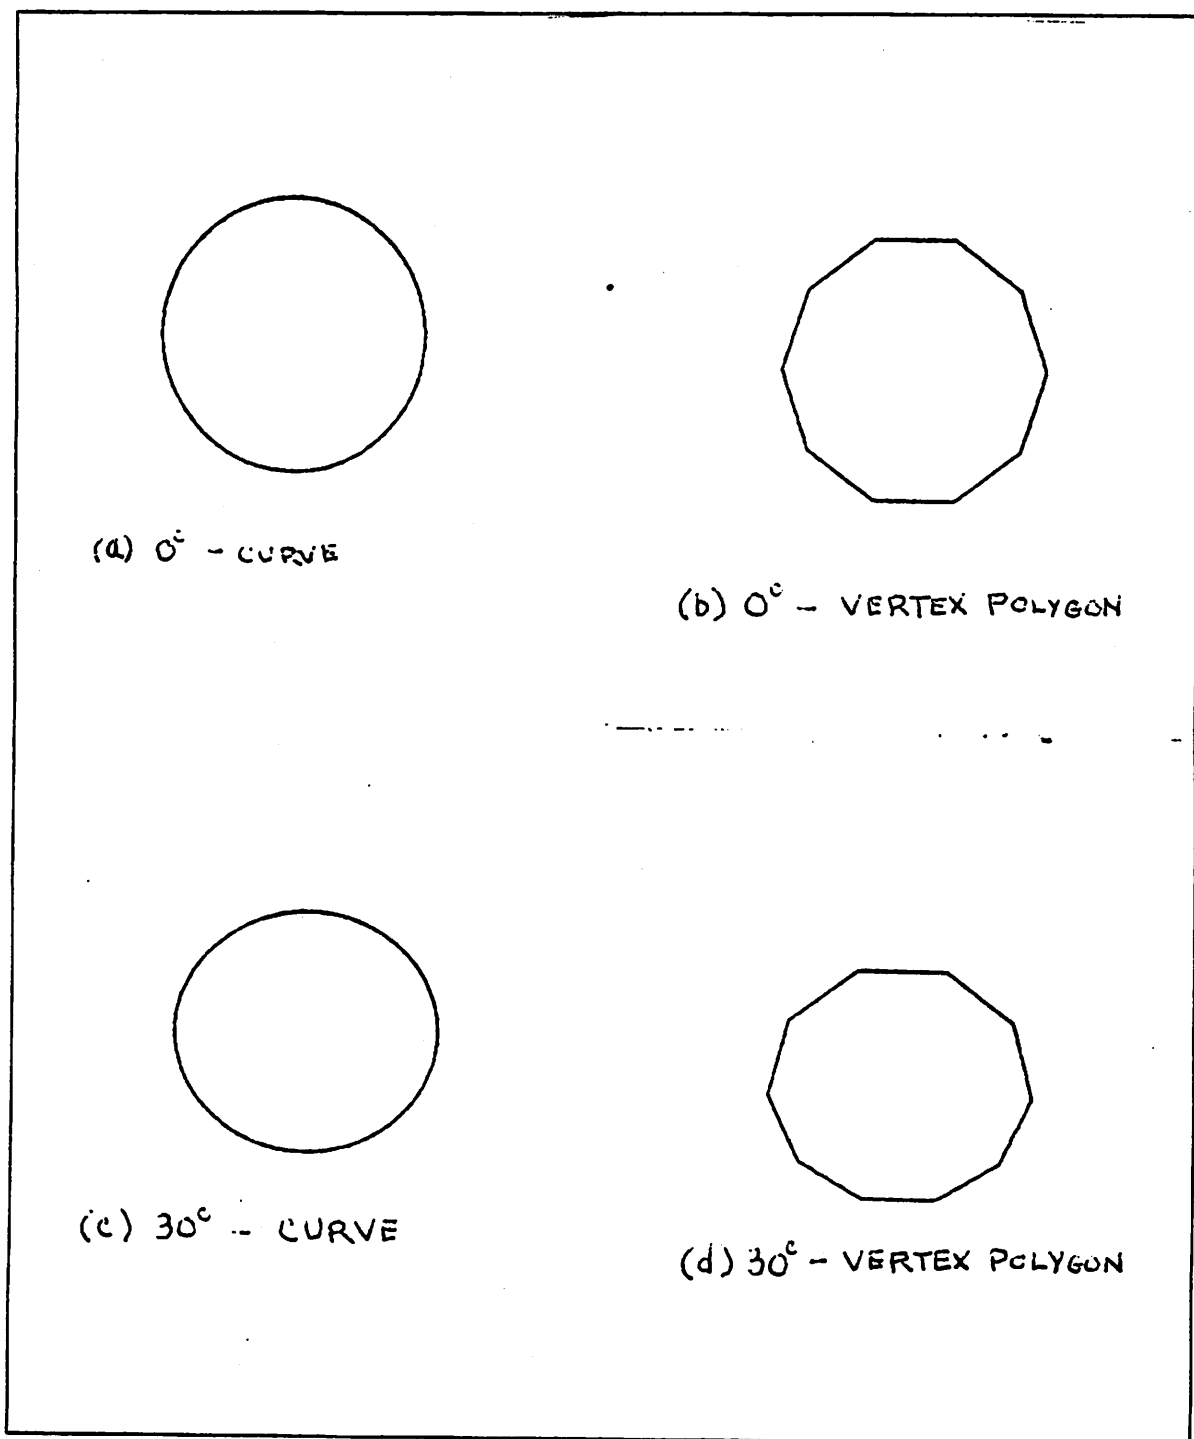 (a) 0° - CURVE
(b) 0° - VERTEX POLYGON
(c) 30° - CURVE
(d) 30° - VERTEX POLYGON